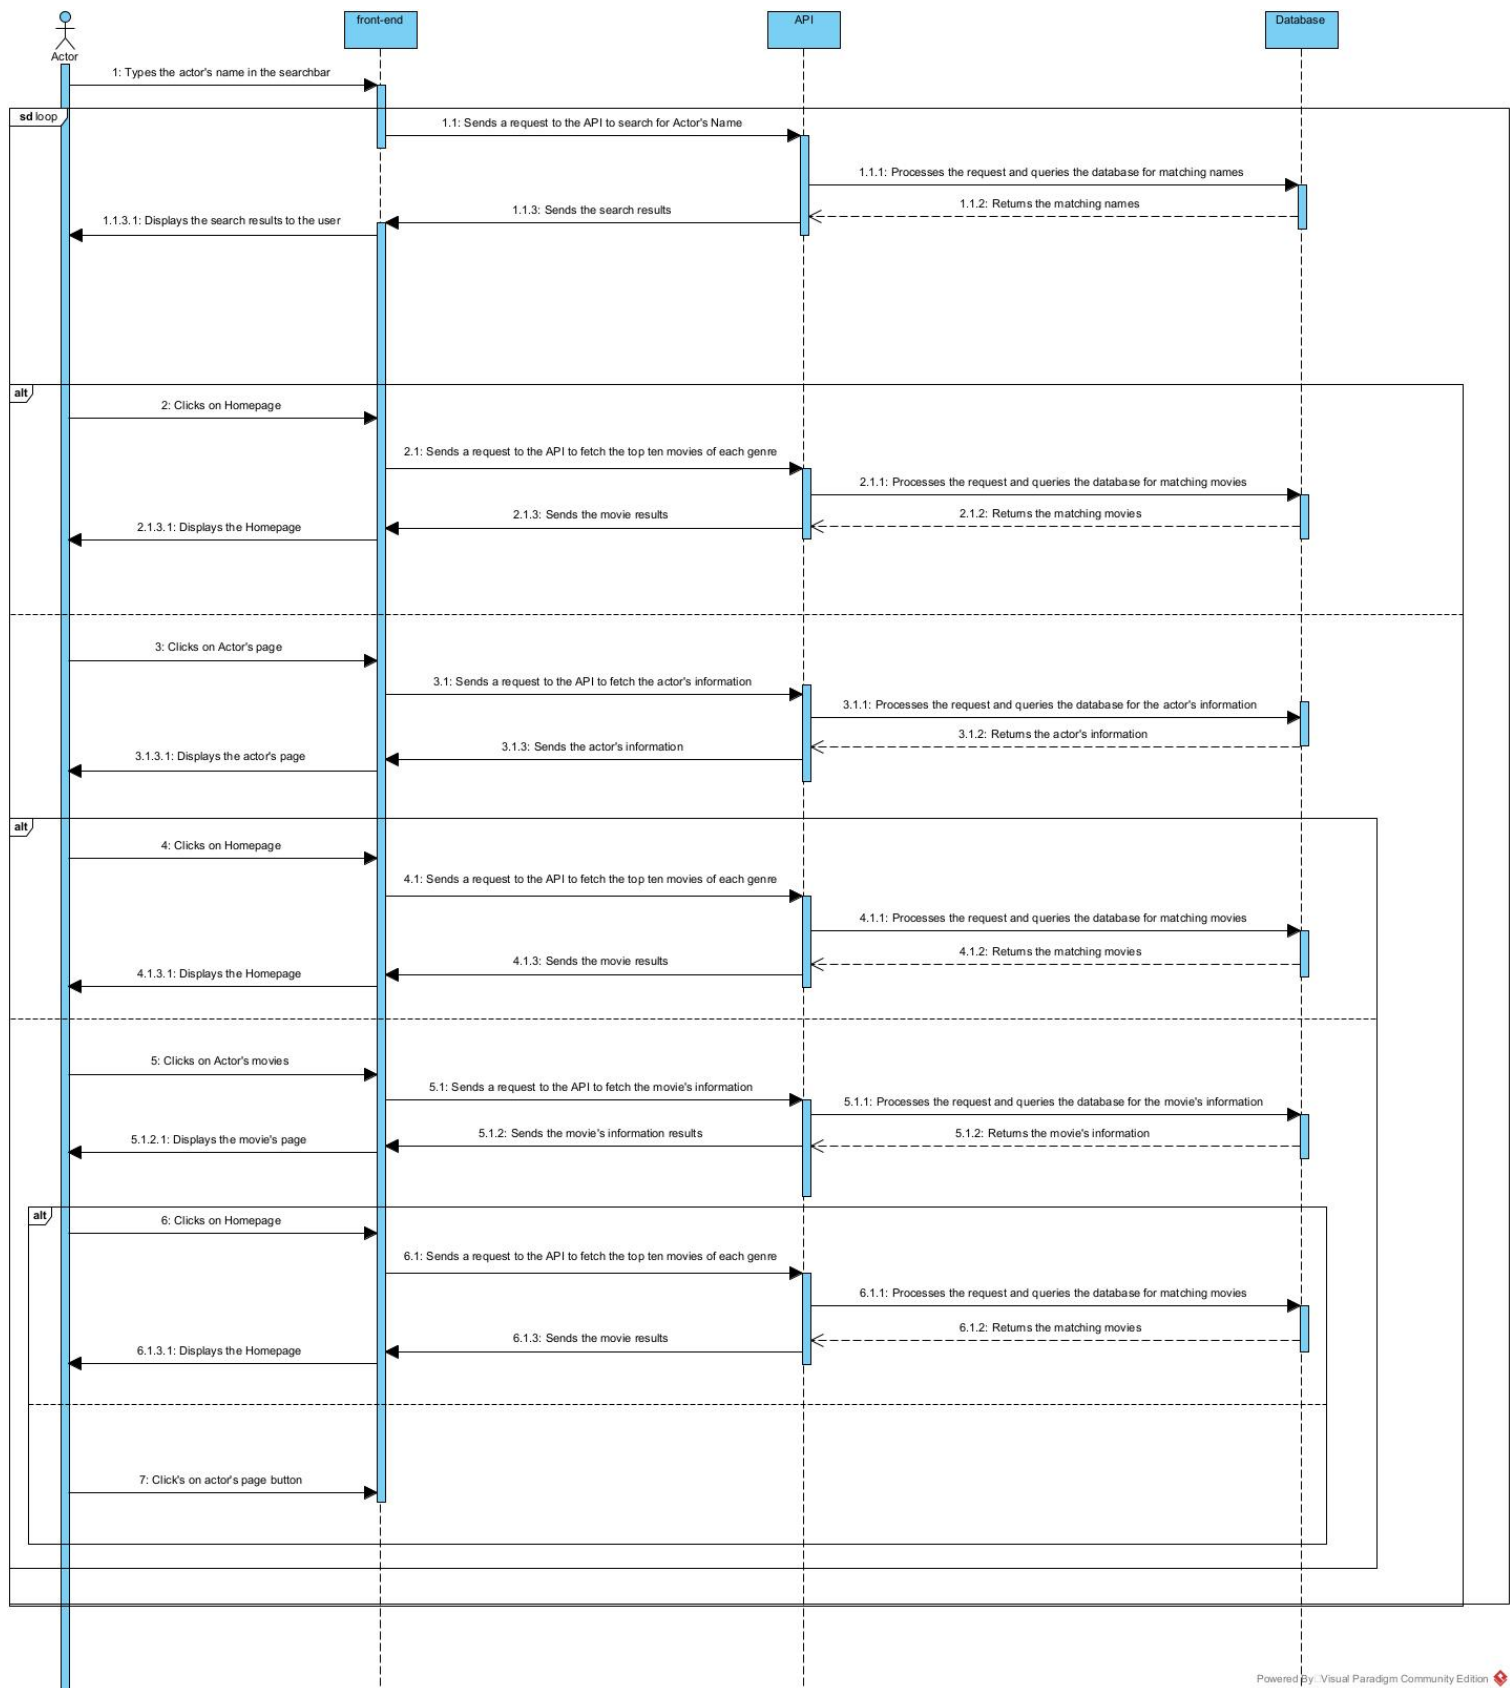 front-end
API
Database
Actor
1: Types the actor's name in the searchbar
sd loop
1.1: Sends a request to the API to search for Actor's Name
1.1.1: Processes the request and queries the database for matching names
1.1.2: Returns the matching names
1.1.3: Sends the search results
1.1.3.1: Displays the search results to the user
alt
2: Clicks on Homepage
2.1: Sends a request to the API to fetch the top ten movies of each genre
2.1.1: Processes the request and queries the database for matching movies
2.1.2: Returns the matching movies
2.1.3: Sends the movie results
2.1.3.1: Displays the Homepage
3: Clicks on Actor's page
3.1: Sends a request to the API to fetch the actor's information
3.1.1: Processes the request and queries the database for the actor's information
3.1.2: Returns the actor's information
3.1.3: Sends the actor's information
3.1.3.1: Displays the actor's page
alt
4: Clicks on Homepage
4.1: Sends a request to the API to fetch the top ten movies of each genre
4.1.1: Processes the request and queries the database for matching movies
4.1.2: Returns the matching movies
4.1.3: Sends the movie results
4.1.3.1: Displays the Homepage
5: Clicks on Actor's movies
5.1: Sends a request to the API to fetch the movie's information
5.1.1: Processes the request and queries the database for the movie's information
5.1.2: Returns the movie's information
5.1.2: Sends the movie's information results
5.1.2.1: Displays the movie's page
alt
6: Clicks on Homepage
6.1: Sends a request to the API to fetch the top ten movies of each genre
6.1.1: Processes the request and queries the database for matching movies
6.1.2: Returns the matching movies
6.1.3: Sends the movie results
6.1.3.1: Displays the Homepage
7: Click's on actor's page button
Powered By Visual Paradigm Community Edition